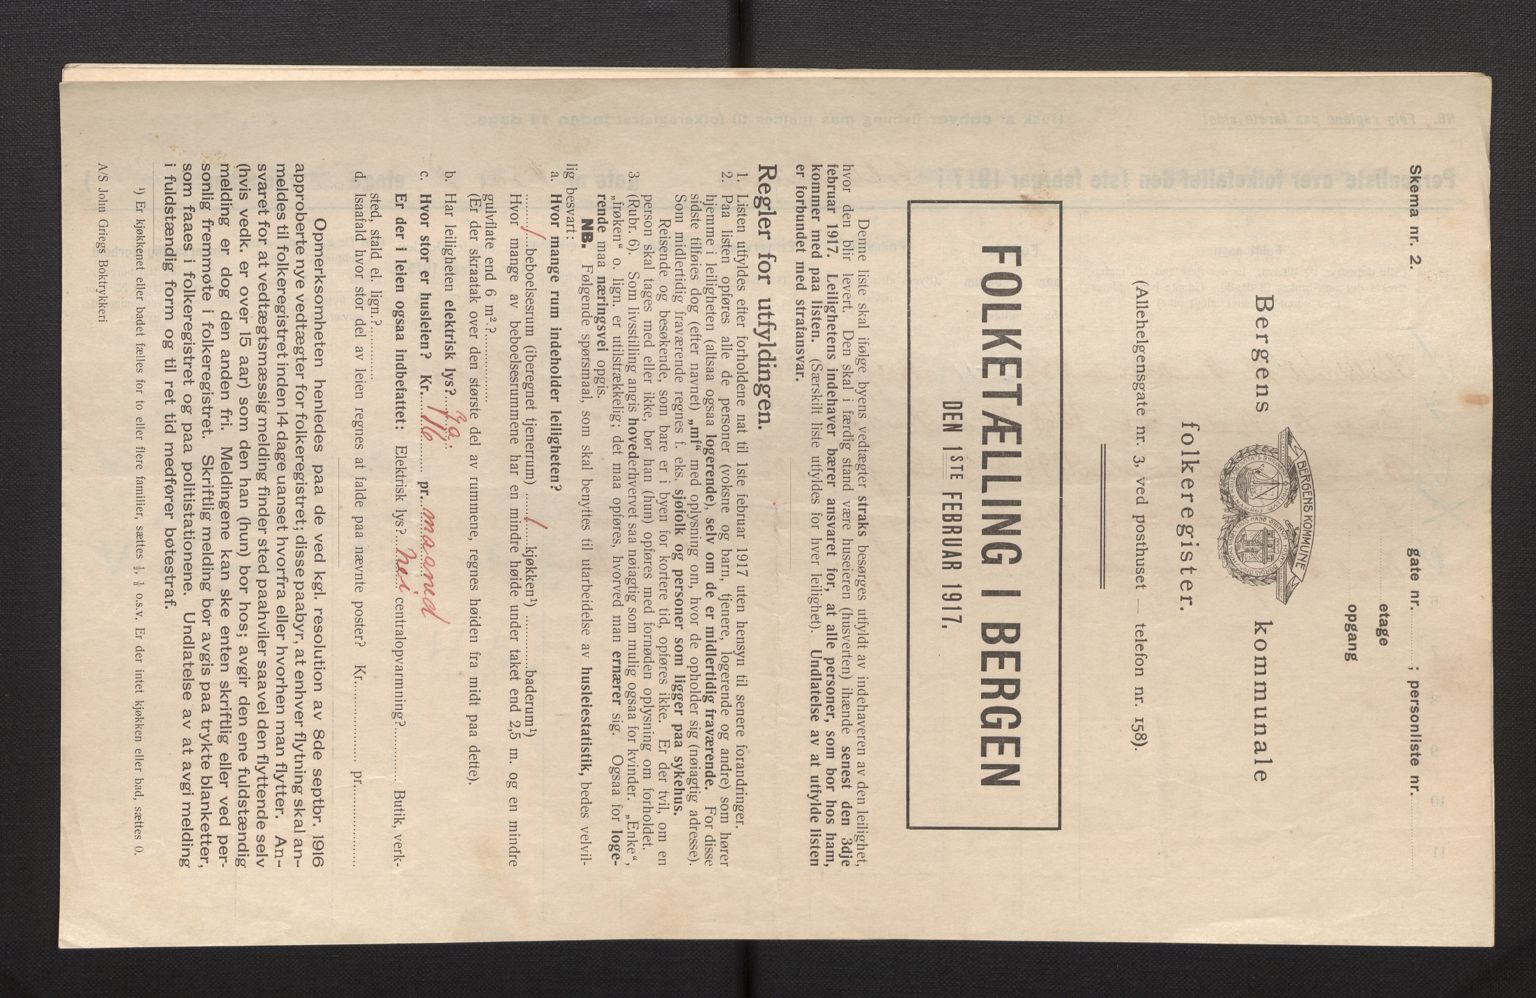 Skema nr. 2.
gate nr. ; personliste nr.
etage
opgang
BERGENS KOMMUNE
Bergens kommunale
folkeregister.
(Allehelgensgate nr. 3, ved posthuset — telefon nr. 158).
FOLKETÆLLING I BERGEN
DEN 1STE FEBRUAR 1917.
Denne liste skal ifølge byens vedtægter straks besørges utfyldt av indehaveren av den leilighet,
hvor den blir levert. Den skal i færdig stand være huseieren (husverten) ihænde senest den 3dje
februar 1917. Leilighetens indehaver bærer ansvaret for, at alle personer, som bor hos ham,
kommer med paa listen. (Særskilt liste utfyldes for hver leilighet). Undlatelse av at utfylde listen
er forbundet med strafansvar.
Regler for utfyldingen.
1. Listen utfyldes efter forholdene nat til 1ste februar 1917 uten hensyn til senere forandringer.
2. Paa listen opføres alle de personer (voksne og barn, tjenere, logerende og andre) som hører
hjemme i leiligheten (altsaa ogsaa logerende), selv om de er midlertidig fraværende. For disse
sidste tilføies dog (efter navnet) „mf“ med oplysning om, hvor de opholder sig (nøiagtig adresse).
Som midlertidig fraværende regnes f. eks. sjøfolk og personer som ligger paa sykehus.
Reisende og besøkende, som bare er i byen for kortere tid, opføres ikke. Er der tvil, om en
person skal tages med eller ikke, bør han (hun) opføres med fornøden oplysning om forholdet.
3. (Rubr. 6). Som livsstilling angis hovederhvervet saa nøiagtig som mulig ogsaa for kvinder. „Enke“,
„frøken“ o. lign. er utilstrækkelig; det maa opføres, hvorved man ernærer sig. Ogsaa for loge-
rende maa næringsvei opgis.
NB. Følgende spørsmaal, som skal benyttes til utarbeidelse av husleiestatistik, bedes velvil-
lig besvart:
a. Hvor mange rum indeholder leiligheten?
1 beboelsesrum (iberegnet tjenerrum) 1 kjøkken¹) baderum¹)
Hvor mange av beboelsesrummene har en mindre høide under taket end 2,5 m. og en mindre
gulvflate end 6 m².?
(Er der skraatak over den største del av rummene, regnes høiden fra midt paa dette).
b. Har leiligheten elektrisk lys? ja.
c. Hvor stor er husleien? Kr. 16 pr. maaned
Er der i leien ogsaa indbefattet: Elektrisk lys? Nei centralopvarmning? Butik, verk-
sted, stald el. lign.?
d. Isaafald hvor stor del av leien regnes at falde paa nævnte poster? Kr. pr.
Opmerksomheten henledes paa de ved kgl. resolution av 8de septbr. 1916
approberte nye vedtægter for folkeregistret; disse paabyr, at enhver flytning skal an-
meldes til folkeregistret inden 14 dage uanset hvorfra eller hvorhen man flytter. An-
svaret for at vedtægtsmæssig melding finder sted paahviler saavel den flyttende selv
(hvis vedk. er over 15 aar) som den han (hun) bor hos; avgir den ene fuldstændig
melding er dog den anden fri. Meldingene kan ske enten skriftlig eller ved per-
sonlig fremmøte i folkeregistret. Skriftlig melding bør avgis paa trykte blanketter,
som faaes i folkeregistret og paa politistationene. Undlatelse av at avgi melding
i fuldstændig form og til ret tid medfører bøtestraf.
¹) Er kjøkkenet eller badet fælles for to eller flere familier, sættes ½, ⅓ o.s.v. Er der intet kjøkken eller bad, sættes 0.
A/S John Griegs Boktrykkeri